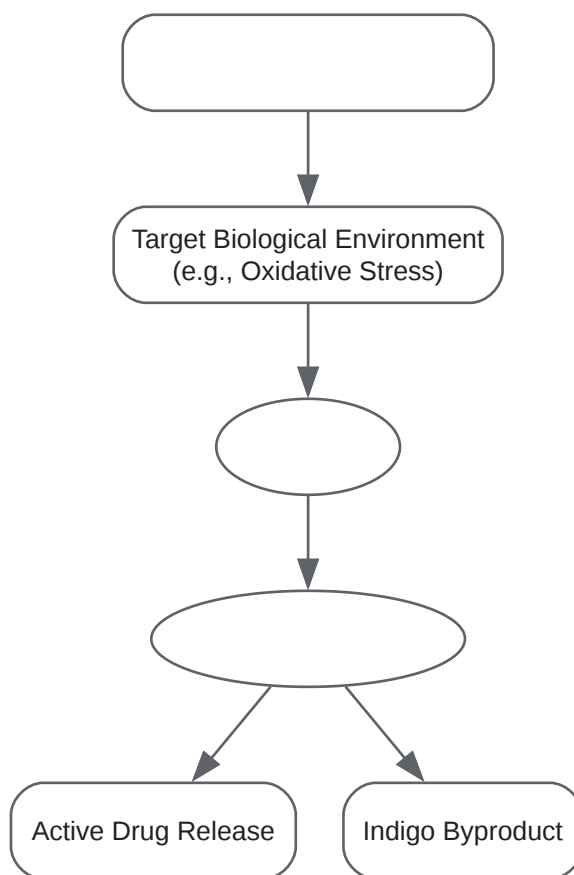 Target Biological Environment
(e.g., Oxidative Stress)
Active Drug Release
Indigo Byproduct